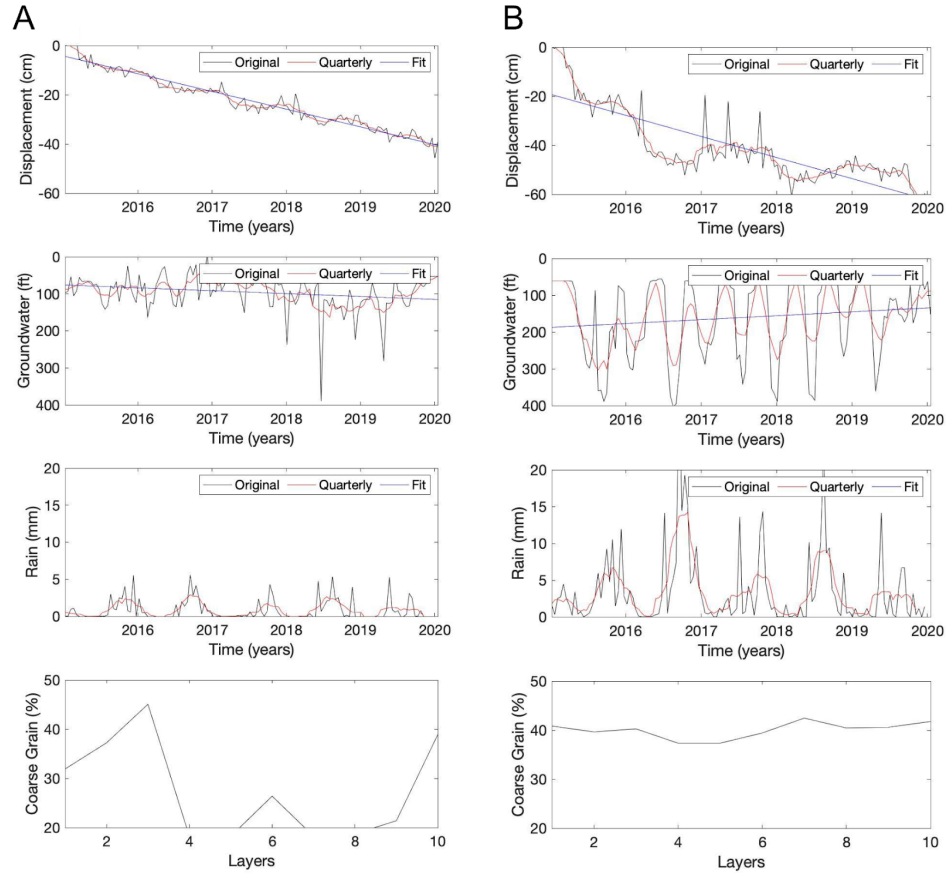 A
B
Displacement (cm)
0
-20
-40
-60
Original Quarterly Fit
2016 2017 2018 2019 2020
Time (years)
Displacement (cm)
0
-20
-40
-60
Original Quarterly Fit
2016 2017 2018 2019 2020
Time (years)
Groundwater (ft)
0
100
200
300
400
Original Quarterly Fit
2016 2017 2018 2019 2020
Time (years)
Groundwater (ft)
0
100
200
300
400
Original Quarterly Fit
2016 2017 2018 2019 2020
Time (years)
Rain (mm)
20
15
10
5
0
Original Quarterly Fit
2016 2017 2018 2019 2020
Time (years)
Rain (mm)
20
15
10
5
0
Original Quarterly Fit
2016 2017 2018 2019 2020
Time (years)
Coarse Grain (%)
50
40
30
20
2 4 6 8 10
Layers
Coarse Grain (%)
50
40
30
20
2 4 6 8 10
Layers